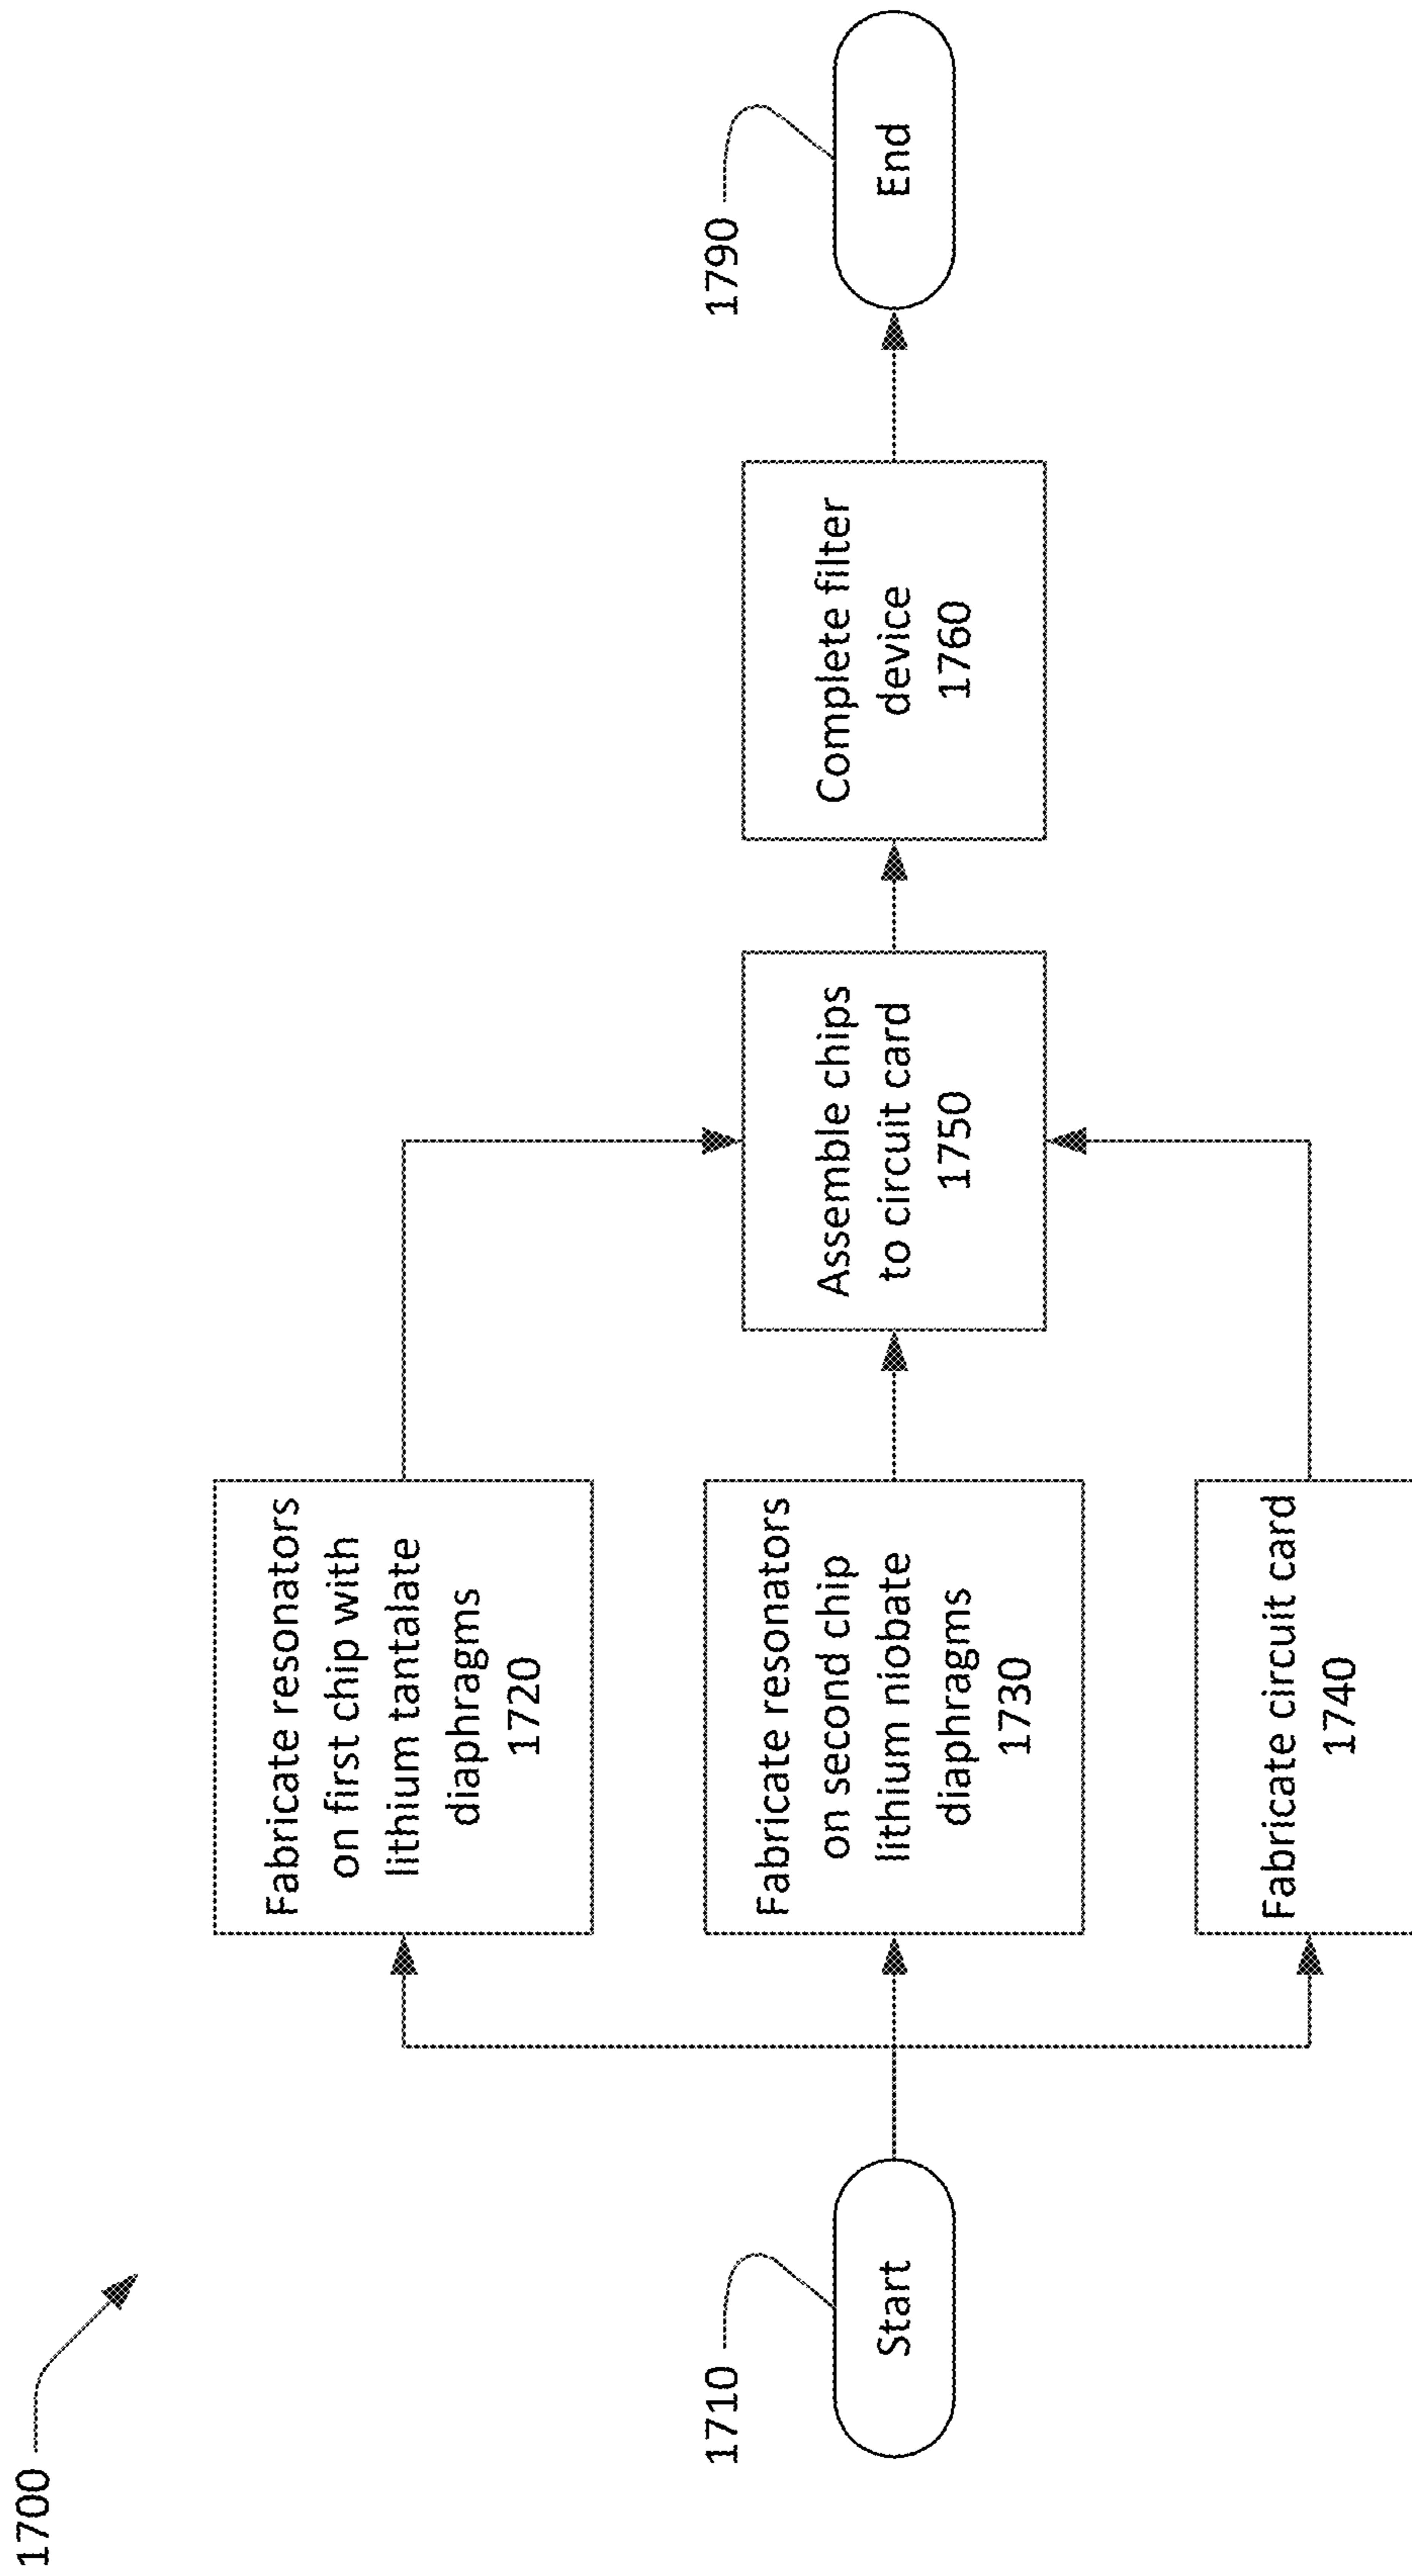 1700
1710
Start
Fabricate resonators
on first chip with
lithium tantalate
diaphragms
1720
Fabricate resonators
on second chip
lithium niobate
diaphragms
1730
Fabricate circuit card
1740
Assemble chips
to circuit card
1750
Complete filter
device
1760
1790
End